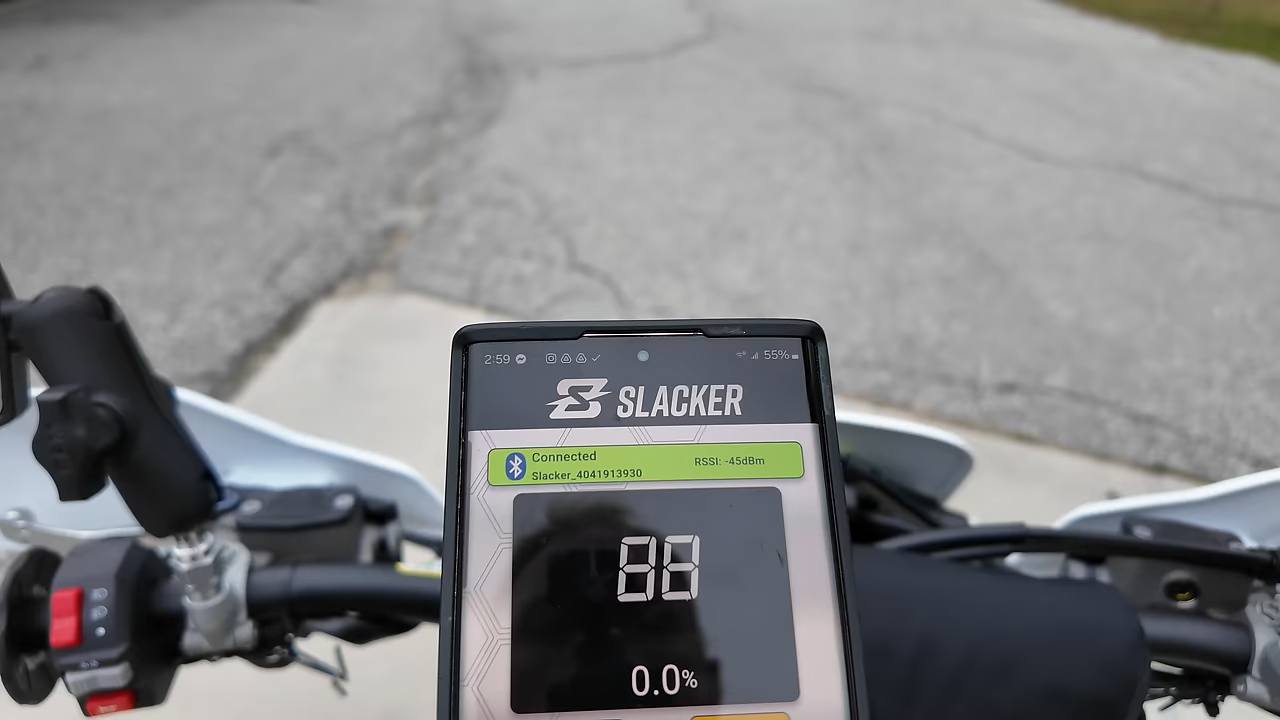 2:59 55%
SLACKER
Connected
RSSI: -45dBm
Slacker_4041913930
88
0.0%